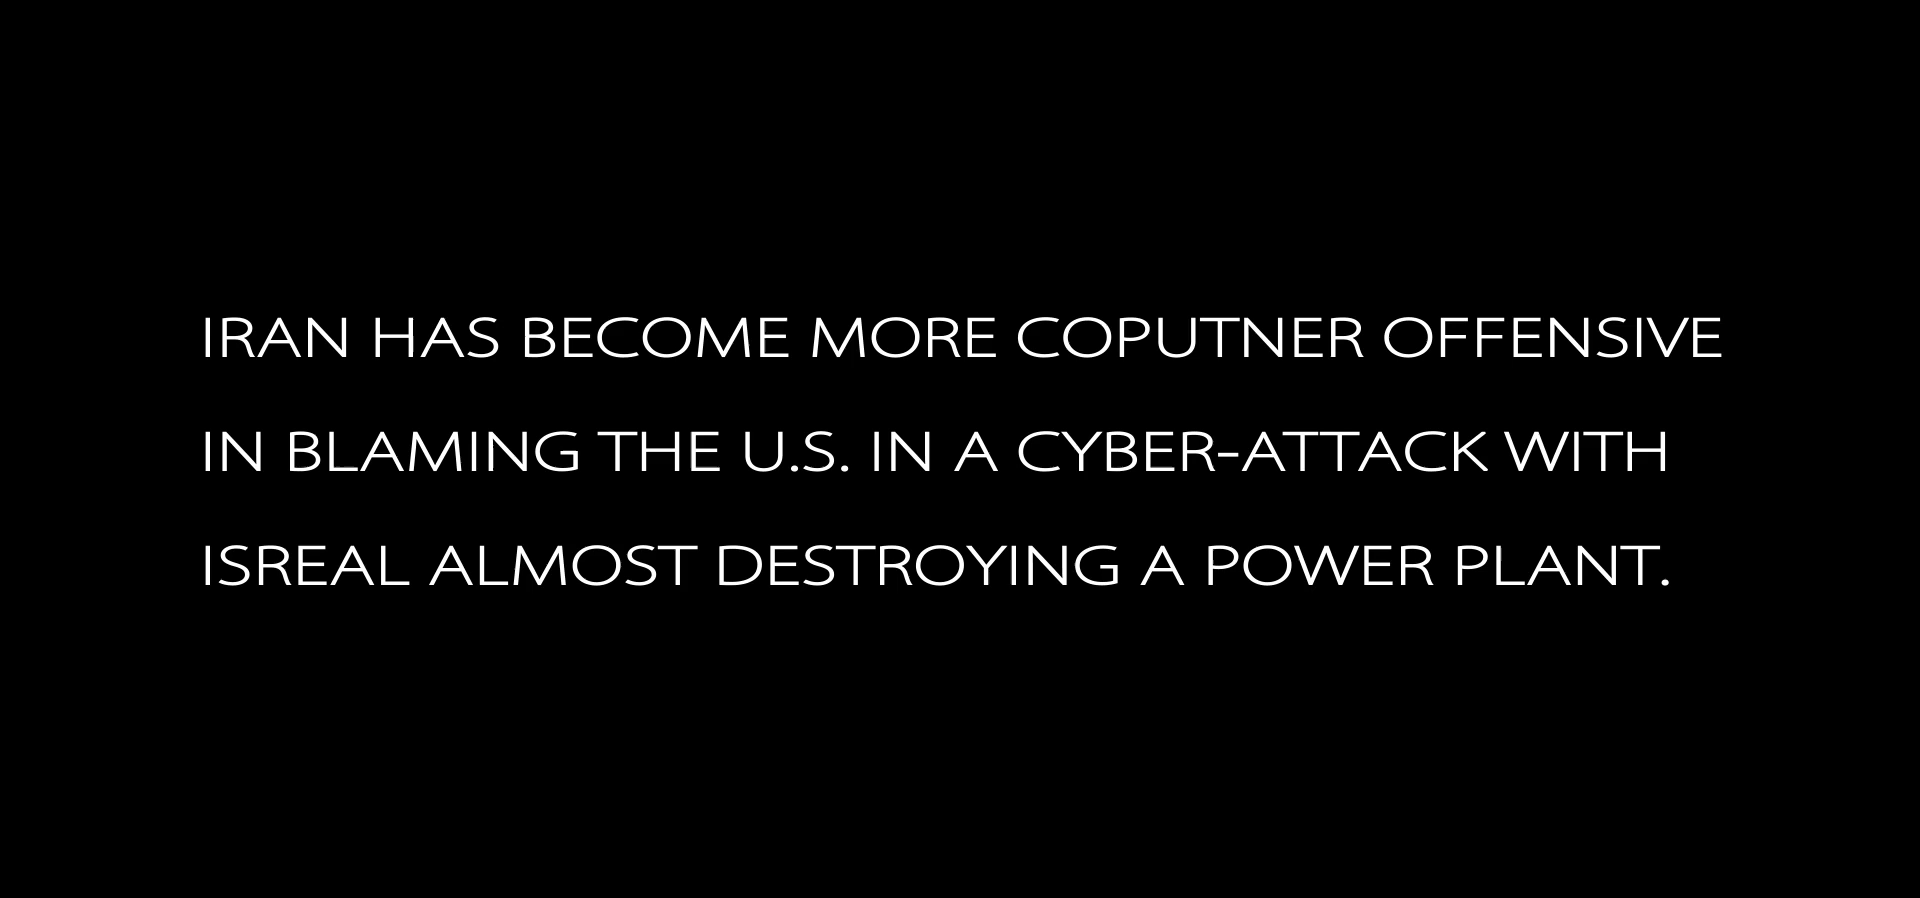 IRAN HAS BECOME MORE COPUTNER OFFENSIVE
IN BLAMING THE U.S. IN A CYBER-ATTACK WITH
ISREAL ALMOST DESTROYING A POWER PLANT.